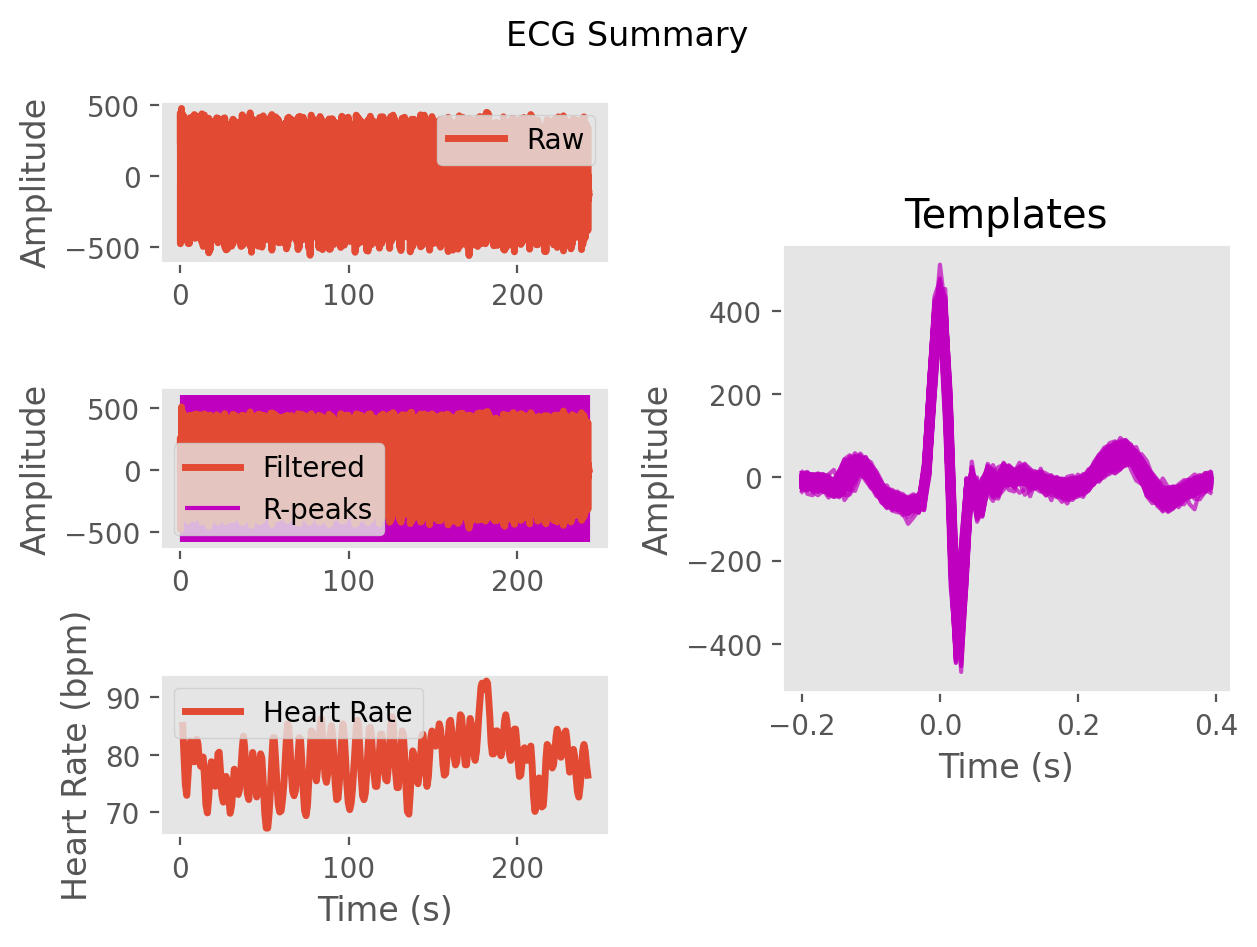 ECG Summary
Amplitude
500
0
−500
Raw
0 100 200
Amplitude
500
0
−500
Filtered
R-peaks
0 100 200
Heart Rate (bpm)
90
80
70
Heart Rate
0 100 200
Time (s)
Templates
Amplitude
400
200
0
−200
−400
−0.2 0.0 0.2 0.4
Time (s)